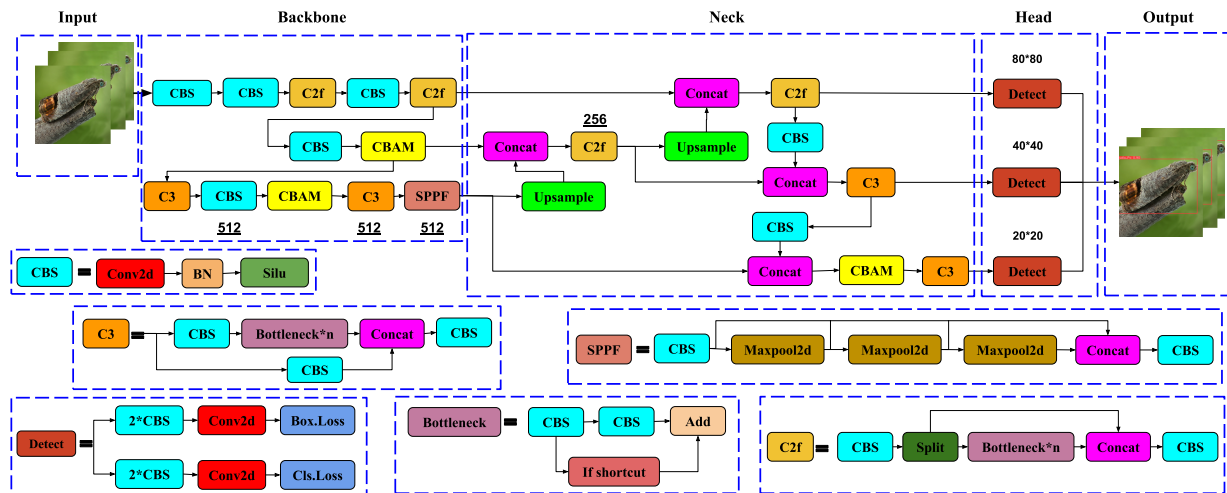 Input Backbone Neck Head Output
80*80
CBS CBS C2f CBS C2f Concat C2f Detect
256
CBS
40*40
CBS CBAM Concat C2f Upsample
C3 CBS CBAM C3 SPPF Upsample Concat C3 Detect
512 512 512
CBS
20*20
Concat CBAM C3 Detect
CBS = Conv2d BN Silu
C3 = CBS Bottleneck*n Concat CBS
CBS
SPPF = CBS Maxpool2d Maxpool2d Maxpool2d Concat CBS
Detect = 2*CBS Conv2d Box.Loss
2*CBS Conv2d Cls.Loss
Bottleneck = CBS CBS Add
If shortcut
C2f = CBS Split Bottleneck*n Concat CBS